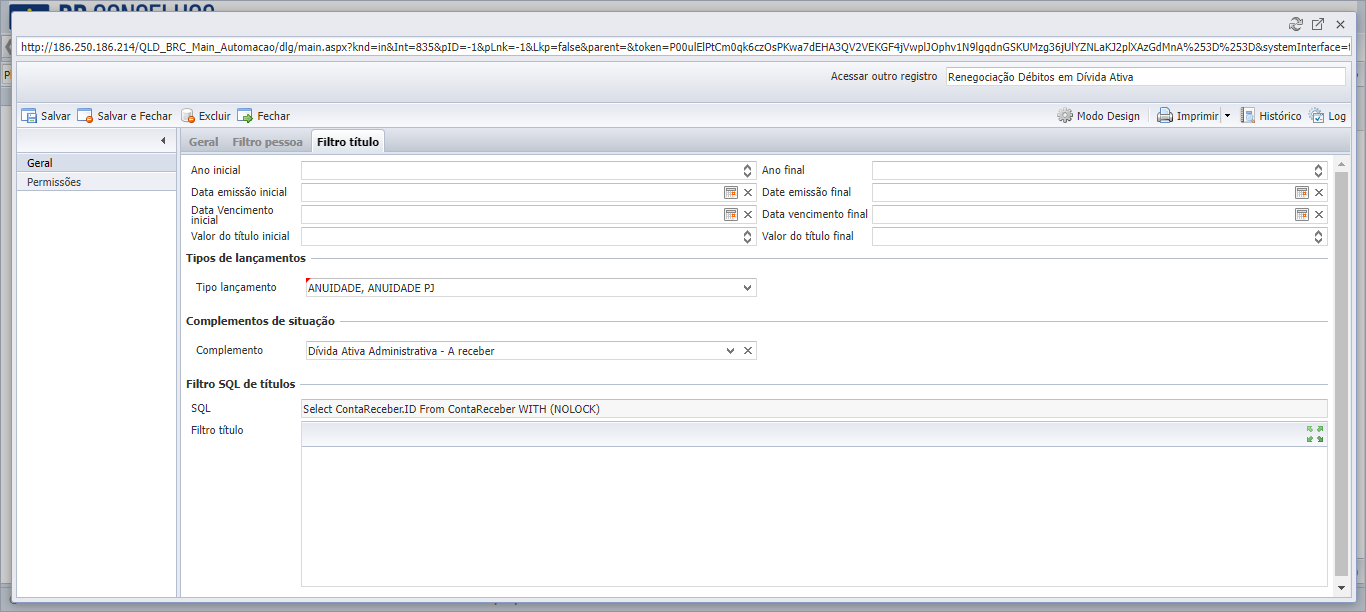 http://186.250.186.214/QLD_BRC_Main_Automacao/dlg/main.aspx?knd=in&Int=835&pID=-1&pLnk=-1&Lkp=false&parent=&token=P00ulElPtCm0qk6czOsPKwa7dEHA3QV2VEKGF4jVwplJOphv1N9lgqdnGSKUMzg36jUlYZNLaKJ2plXAzGdMnA%253D%253D&systemInterface=
Acessar outro registro Renegociação Débitos em Dívida Ativa
Salvar Salvar e Fechar Excluir Fechar Modo Design Imprimir Histórico Log
Geral Filtro pessoa Filtro título
Geral
Permissões
Ano inicial Ano final
Data emissão inicial Date emissão final
Data Vencimento inicial Data vencimento final
Valor do título inicial Valor do título final
Tipos de lançamentos
Tipo lançamento ANUIDADE, ANUIDADE PJ
Complementos de situação
Complemento Dívida Ativa Administrativa - A receber
Filtro SQL de títulos
SQL Select ContaReceber.ID From ContaReceber WITH (NOLOCK)
Filtro título